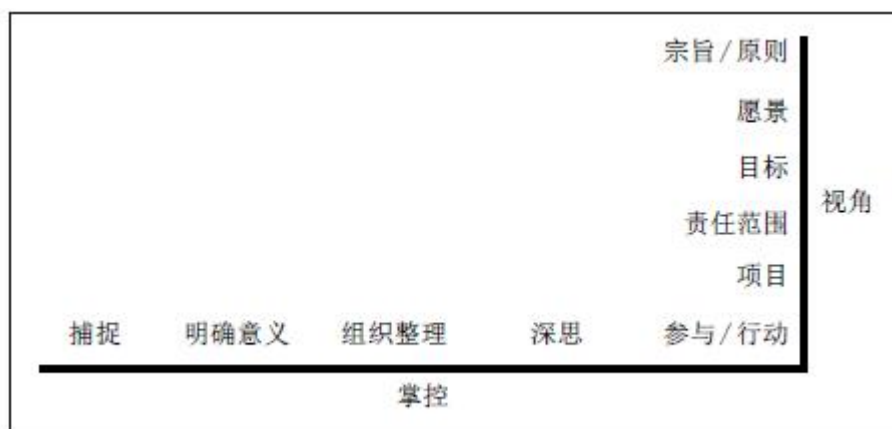 宗旨/原则
愿景
目标
视角
责任范围
项目
捕捉 明确意义 组织整理 深思 参与/行动
掌控